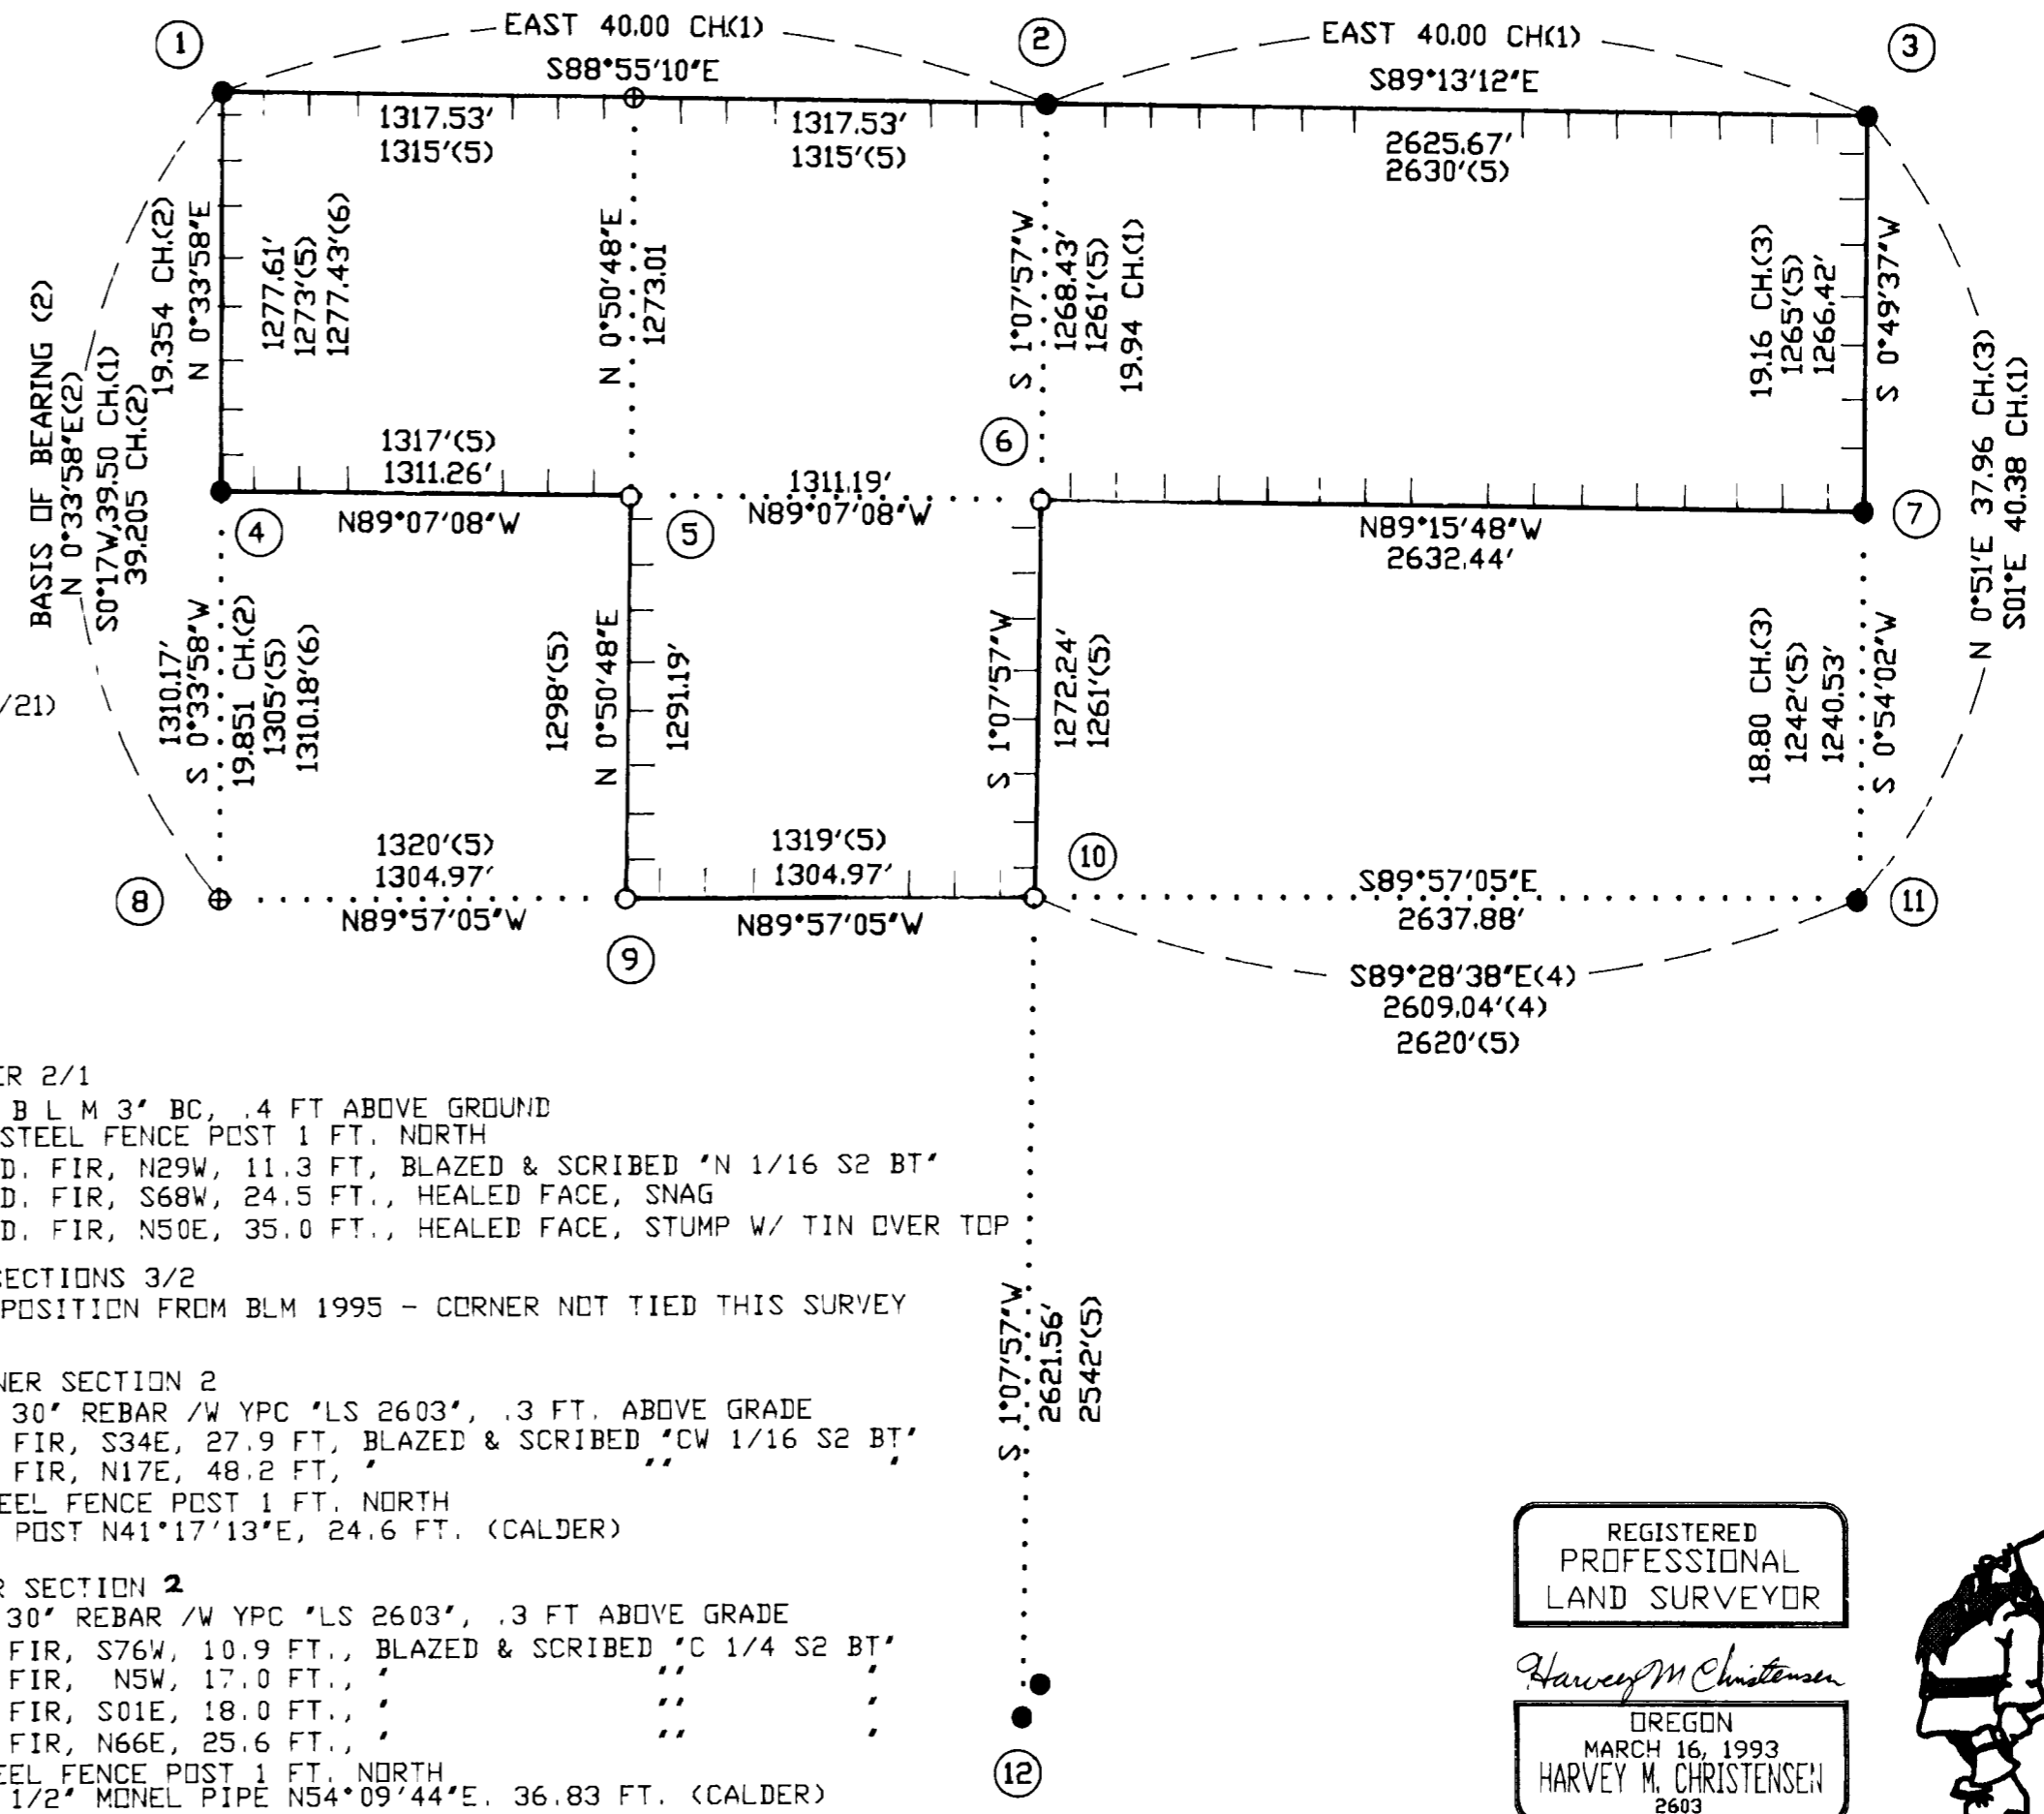 1
EAST 40.00 CH(1)
2
EAST 40.00 CH(1)
3
S88°55'10"E
S89°13'12"E
1317.53'
1315'(5)
1317.53'
1315'(5)
2625.67'
2630'(5)
BASIS OF BEARING (2)
N 0°33'58"E(2)
S0°17W,39.50 CH.(1)
39.205 CH.(2)
19.354 CH.(2)
N 0°33'58"E
1277.61'
1273'(5)
1277.43'(6)
N 0°50'48"E
1273.01
S 1°07'57"W
1268.43'
1261'(5)
19.94 CH.(1)
19.16 CH.(3)
1265'(5)
1266.42'
S 0°49'37"W
N 0°51'E 37.96 CH.(3)
S01°E 40.38 CH.(1)
1317'(5)
1311.26'
N89°07'08"W
4
5
6
1311.19'
N89°07'08"W
N89°15'48"W
2632.44'
7
/21)
1310.17'
S 0°33'58"W
19.851 CH.(2)
1305'(5)
1310.18'(6)
1298'(5)
N 0°50'48"E
1291.19'
S 1°07'57"W
1272.24'
1261'(5)
18.80 CH.(3)
1242'(5)
1240.53'
S 0°54'02"W
8
1320'(5)
1304.97'
N89°57'05"W
9
1319'(5)
1304.97'
N89°57'05"W
10
S89°57'05"E
2637.88'
11
S89°28'38"E(4)
2609.04'(4)
2620'(5)
ER 2/1
B L M 3" BC, .4 FT ABOVE GROUND
STEEL FENCE POST 1 FT. NORTH
D. FIR, N29W, 11.3 FT, BLAZED & SCRIBED "N 1/16 S2 BT"
D. FIR, S68W, 24.5 FT., HEALED FACE, SNAG
D. FIR, N50E, 35.0 FT., HEALED FACE, STUMP W/ TIN OVER TOP
SECTIONS 3/2
POSITION FROM BLM 1995 - CORNER NOT TIED THIS SURVEY
NER SECTION 2
30" REBAR /W YPC "LS 2603", .3 FT. ABOVE GRADE
FIR, S34E, 27.9 FT, BLAZED & SCRIBED "CW 1/16 S2 BT"
FIR, N17E, 48.2 FT, " '' "
EEL FENCE POST 1 FT. NORTH
POST N41°17'13"E, 24.6 FT. (CALDER)
R SECTION 2
30" REBAR /W YPC "LS 2603", .3 FT ABOVE GRADE
FIR, S76W, 10.9 FT., BLAZED & SCRIBED "C 1/4 S2 BT"
FIR, N5W, 17.0 FT., " '' "
FIR, S01E, 18.0 FT., " '' "
FIR, N66E, 25.6 FT., " '' "
EEL FENCE POST 1 FT. NORTH
1/2" MONEL PIPE N54°09'44"E, 36.83 FT. (CALDER)
S 1°07'57"W
2621.56'
2542'(5)
12
REGISTERED
PROFESSIONAL
LAND SURVEYOR
Harvey M Christensen
OREGON
MARCH 16, 1993
HARVEY M. CHRISTENSEN
2603